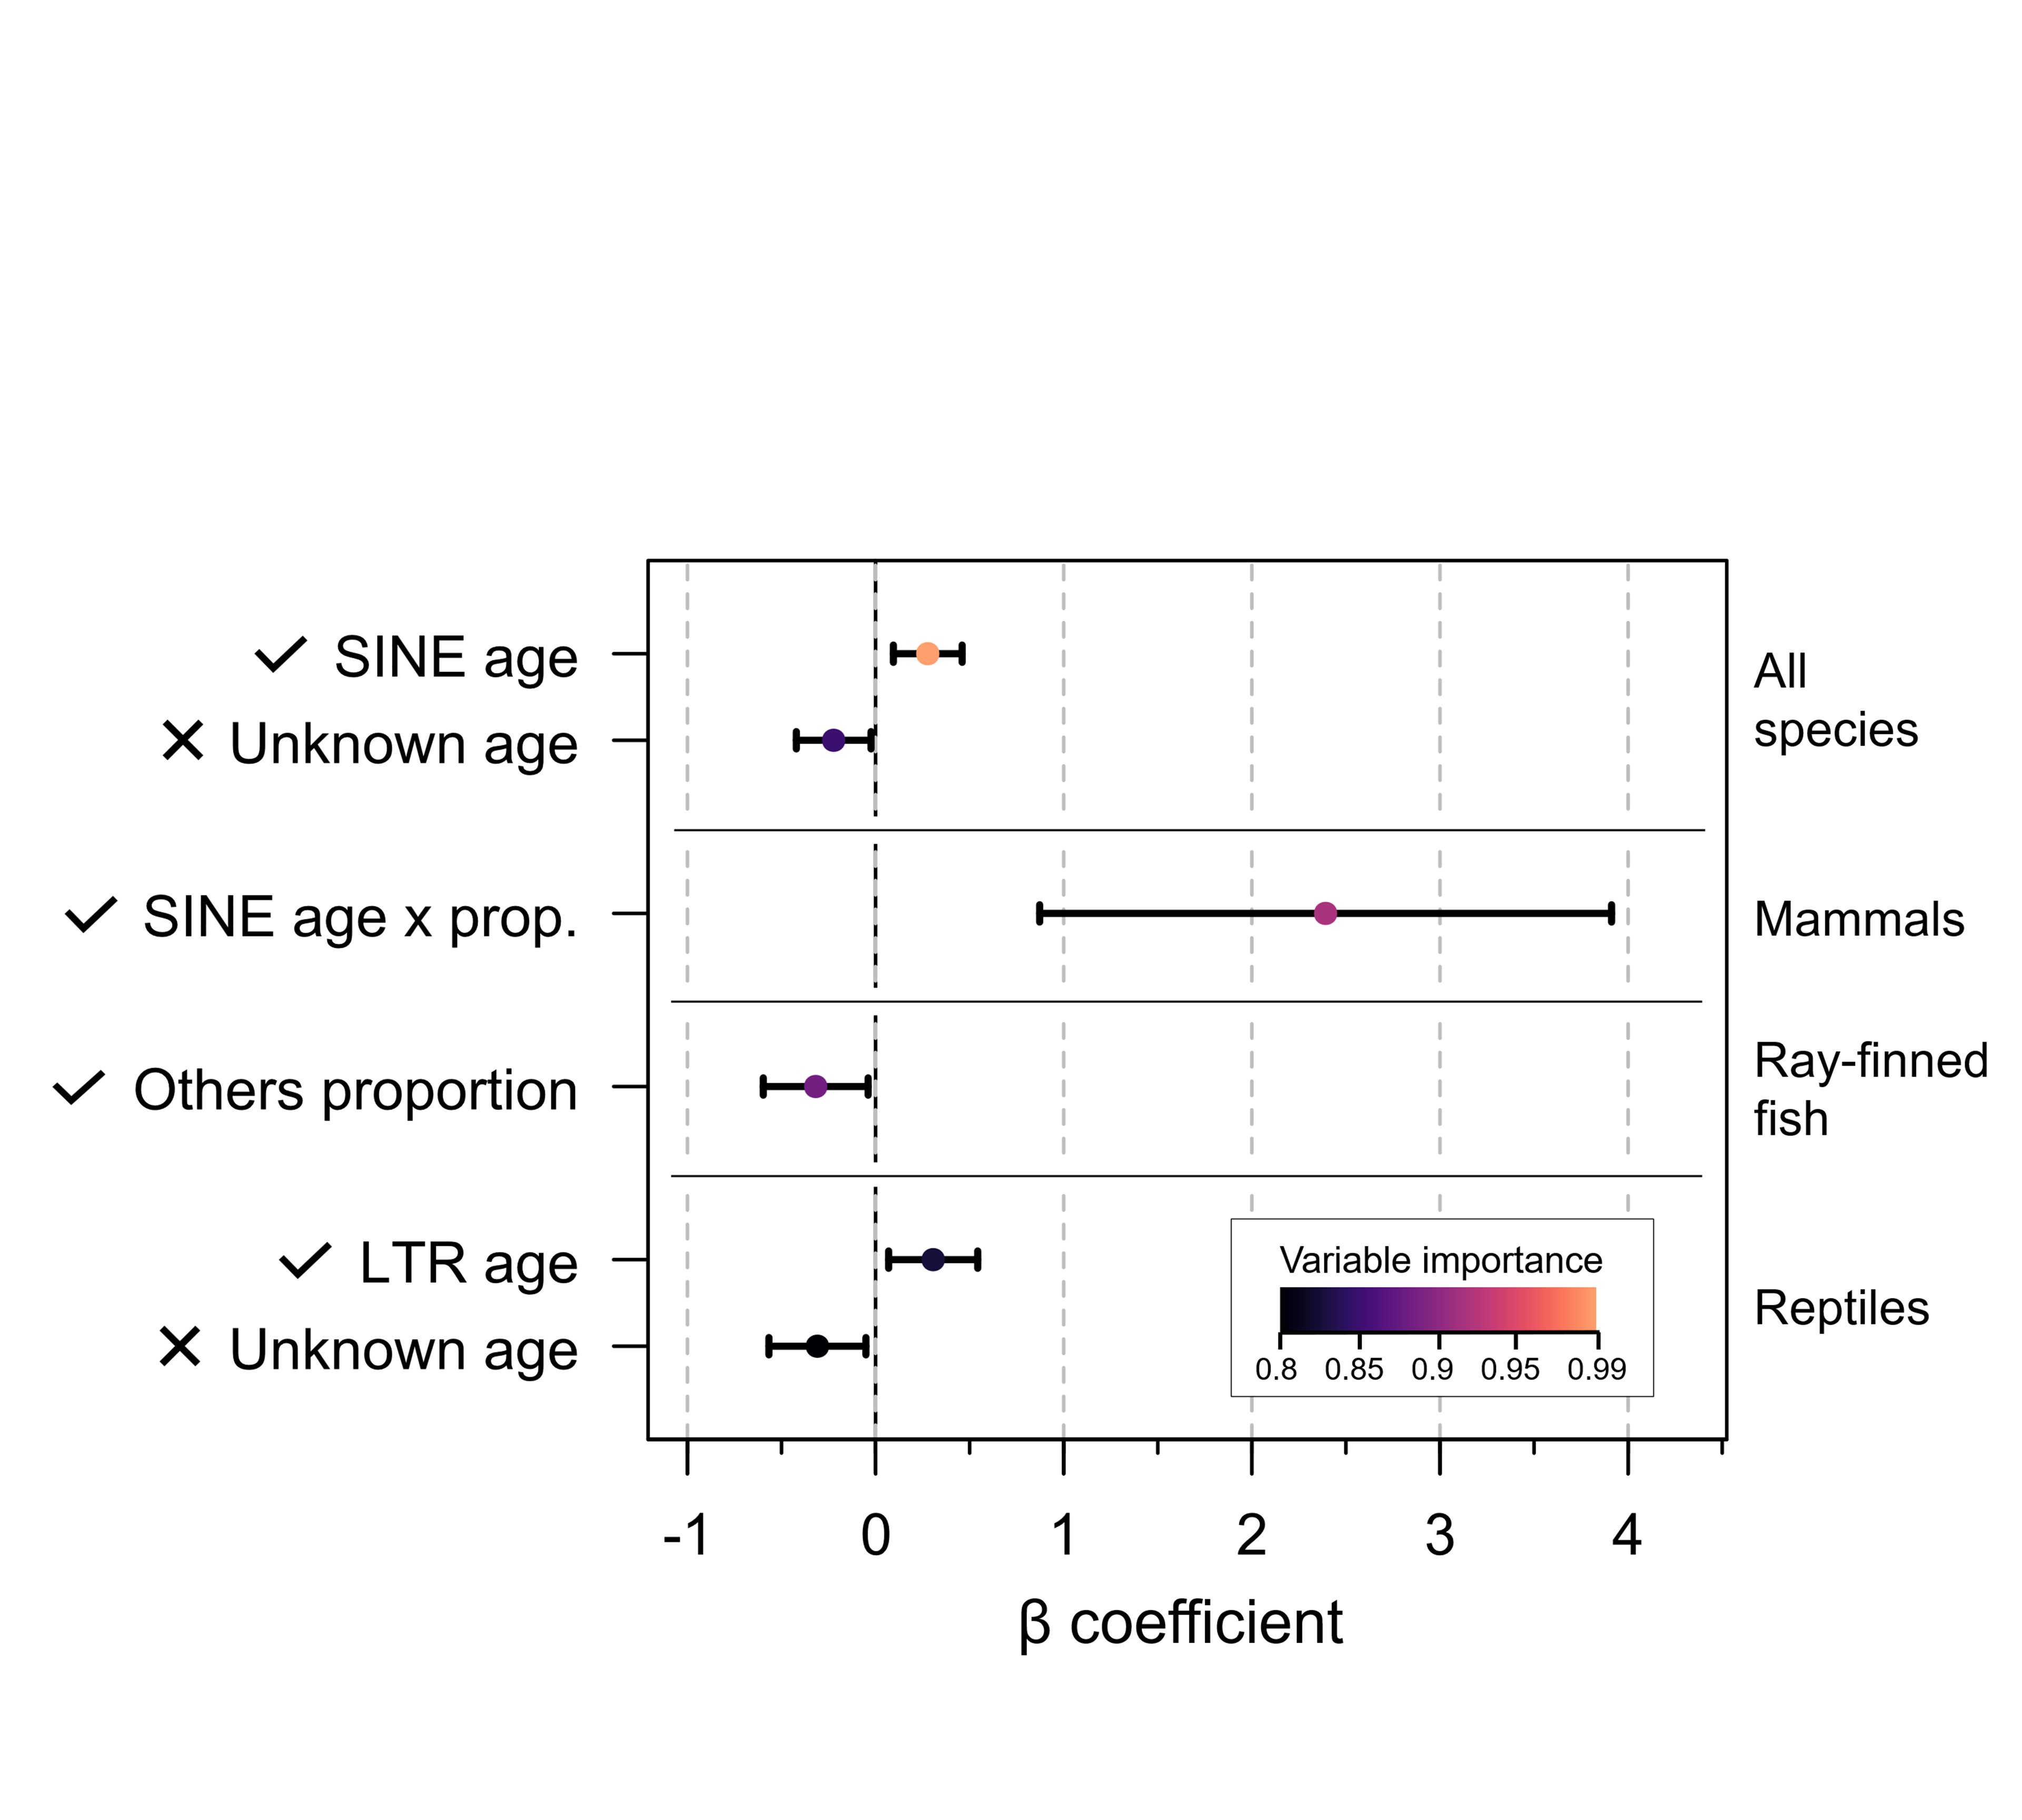 ✓ SINE age
✕ Unknown age
All
species
✓ SINE age x prop.
Mammals
✓ Others proportion
Ray-finned
fish
✓ LTR age
✕ Unknown age
Reptiles
Variable importance
0.8 0.85 0.9 0.95 0.99
-1 0 1 2 3 4
β coefficient